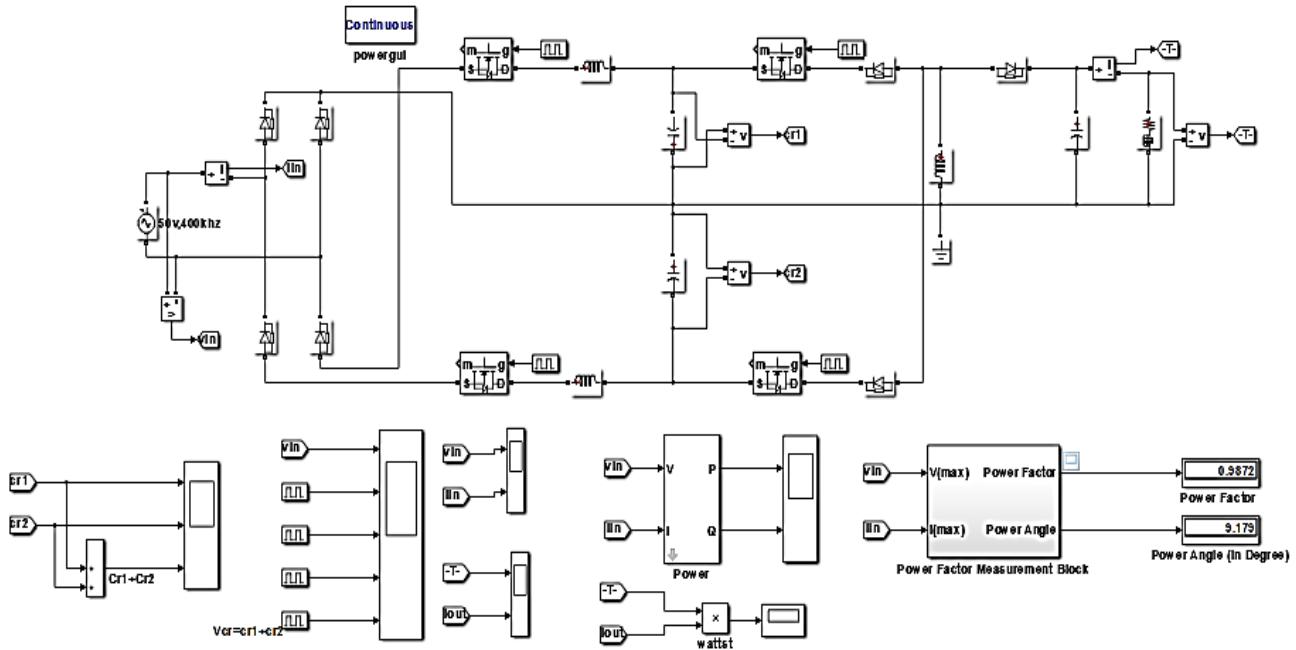 Continuous
powergui
m g
S D
m g
S D
+ i
-
-T-
+ v
-
cr1
+ v
-
-T-
+ i
-
Iin
50v,400khz
+ v
-
cr2
+ -
v
vin
m g
S D
m g
S D
cr1
cr2
Cr1+Cr2
vin
Vcr=cr1+cr2
vin
Iin
-T-
Iout
vin
Iin
V P
I Q
Power
-T-
Iout
×
wattst
vin
Iin
V(max) Power Factor
I(max) Power Angle
Power Factor Measurement Block
0.9872
Power Factor
9.179
Power Angle (In Degree)